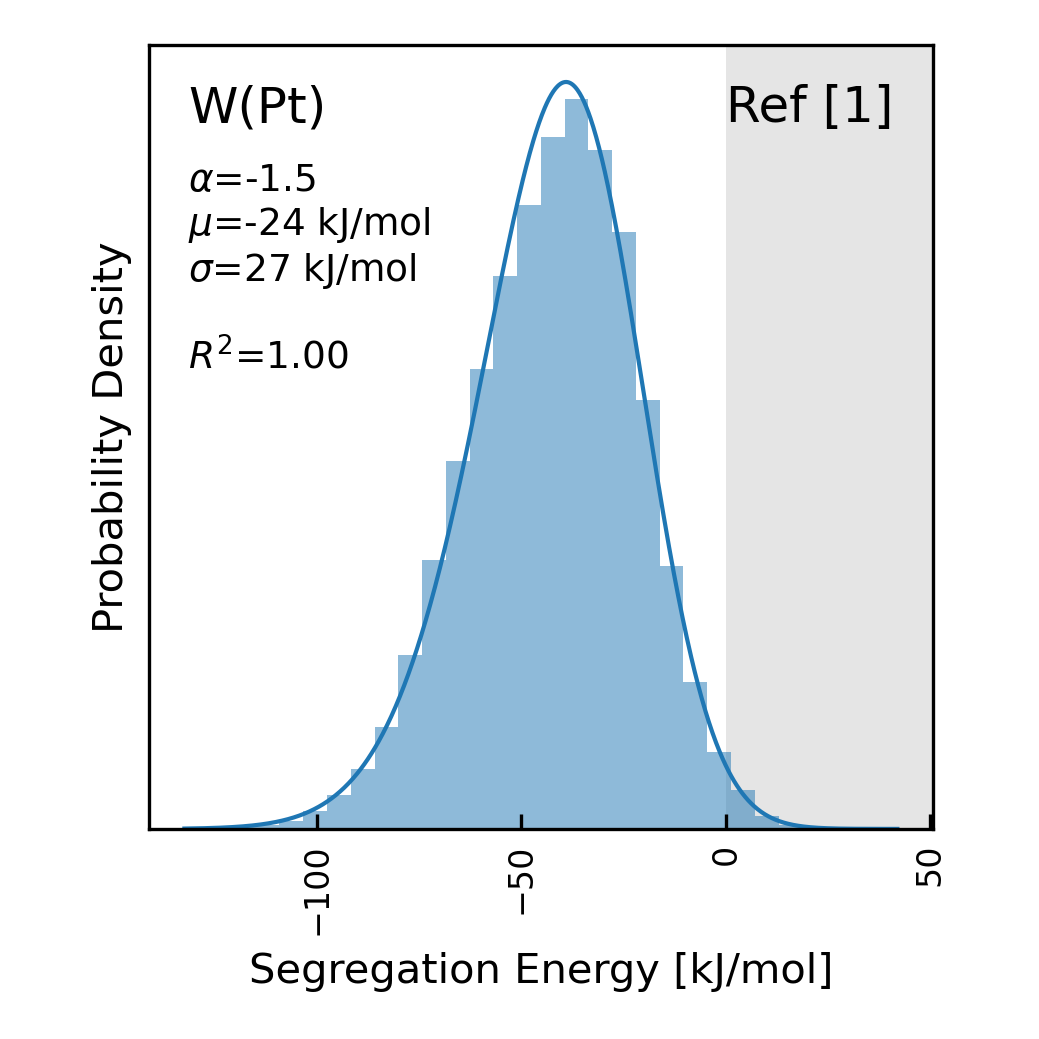 W(Pt)
Ref [1]
α=-1.5
μ=-24 kJ/mol
σ=27 kJ/mol
R²=1.00
Probability Density
−100
−50
0
50
Segregation Energy [kJ/mol]